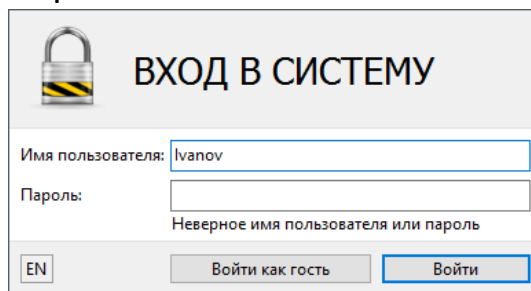 ВХОД В СИСТЕМУ
Имя пользователя: Ivanov
Пароль:
Неверное имя пользователя или пароль
EN Войти как гость Войти